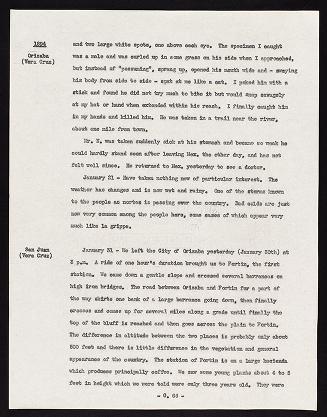 1894
Orizaba
(Vera Cruz)
and two large white spots, one above each eye. The specimen I caught
was a male and was curled up in some grass on his side when I approached,
but instead of "possuming", sprang up, opened his mouth wide and - swaying
his body from side to side - spat at me like a cat. I poked him with a
stick and found he did not try much to bite it but would snap savagely
at my hat or hand when extended within his reach. I finally caught him
in my hands and killed him. He was taken in a trail near the river,
about one mile from town.
Mr. N. was taken suddenly sick at his stomach and became so weak he
could hardly stand soon after leaving Mex. the other day, and has not
felt well since. He returned to Mex. yesterday to see a doctor.
January 21 - Have taken nothing new of particular interest. The
weather has changed and is now wet and rainy. One of the storms known
to the people as nortes is passing over the country. Bad colds are just
now very common among the people here, some cases of which appear very
much like la grippe.
San Juan
(Vera Cruz)
January 31 - We left the City of Orizaba yesterday (January 30th) at
3 p.m. A ride of one hour's duration brought us to Fortin, the first
station. We came down a gentle slope and crossed several barrancas on
high iron bridges. The road between Orizaba and Fortin for a part of
the way skirts one bank of a large barranca going down, then finally
crosses and comes up for several miles along a grade until finally the
top of the bluff is reached and then goes across the plain to Fortin.
The difference in altitude between the two places is probably only about
800 feet and there is little difference in the vegetation and general
appearance of the country. The station of Fortin is on a large hacienda
which produces principally coffee. We saw some young plants about 4 to 5
feet in height which we were told were only three years old. They were